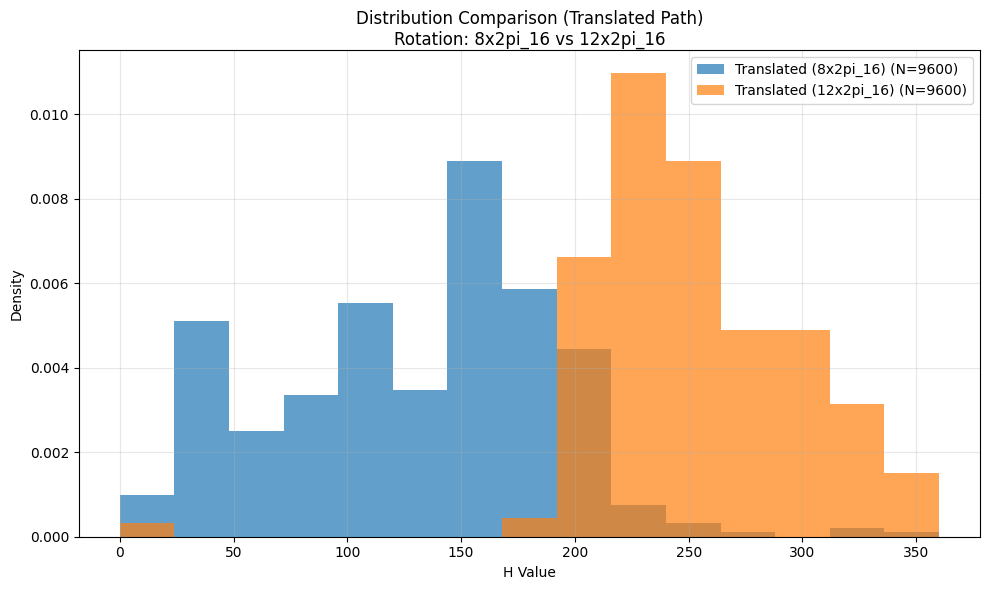 Distribution Comparison (Translated Path)
Rotation: 8x2pi_16 vs 12x2pi_16
Translated (8x2pi_16) (N=9600)
Translated (12x2pi_16) (N=9600)
0.010
0.008
0.006
0.004
0.002
0.000
Density
0 50 100 150 200 250 300 350
H Value